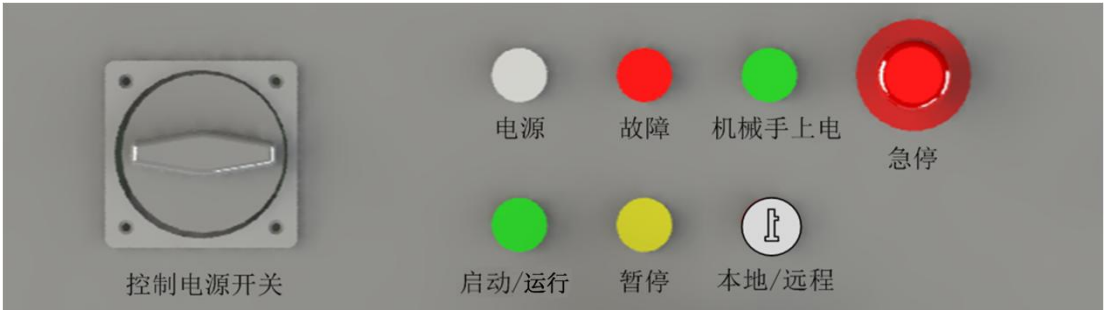 电源
故障
机械手上电
急停
控制电源开关
启动/运行
暂停
本地/远程